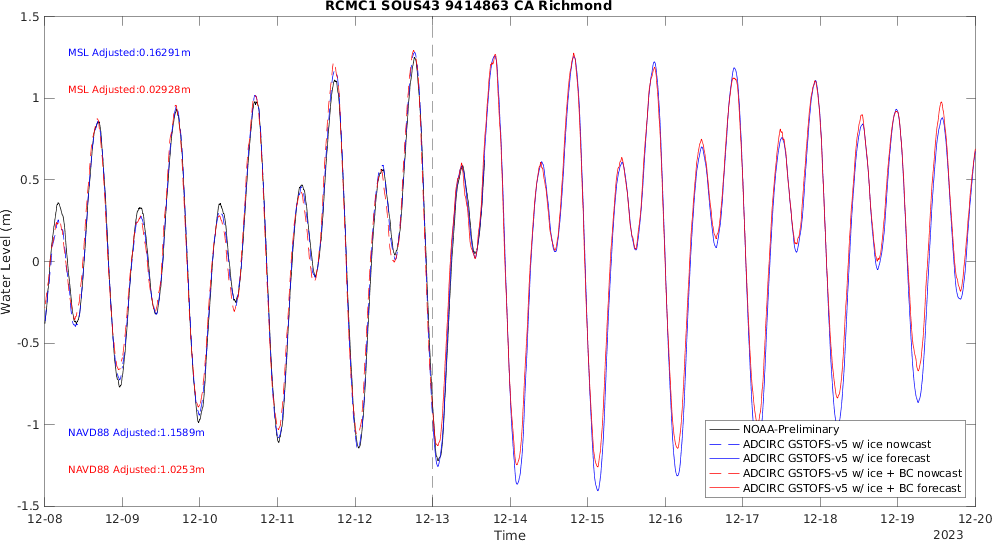 RCMC1 SOUS43 9414863 CA Richmond
1.5
MSL Adjusted:0.16291m
MSL Adjusted:0.02928m
1
0.5
0
-0.5
-1
-1.5
Water Level (m)
NAVD88 Adjusted:1.1589m
NAVD88 Adjusted:1.0253m
NOAA-Preliminary
ADCIRC GSTOFS-v5 w/ ice nowcast
ADCIRC GSTOFS-v5 w/ ice forecast
ADCIRC GSTOFS-v5 w/ ice + BC nowcast
ADCIRC GSTOFS-v5 w/ ice + BC forecast
12-08 12-09 12-10 12-11 12-12 12-13 12-14 12-15 12-16 12-17 12-18 12-19 12-20
Time
2023